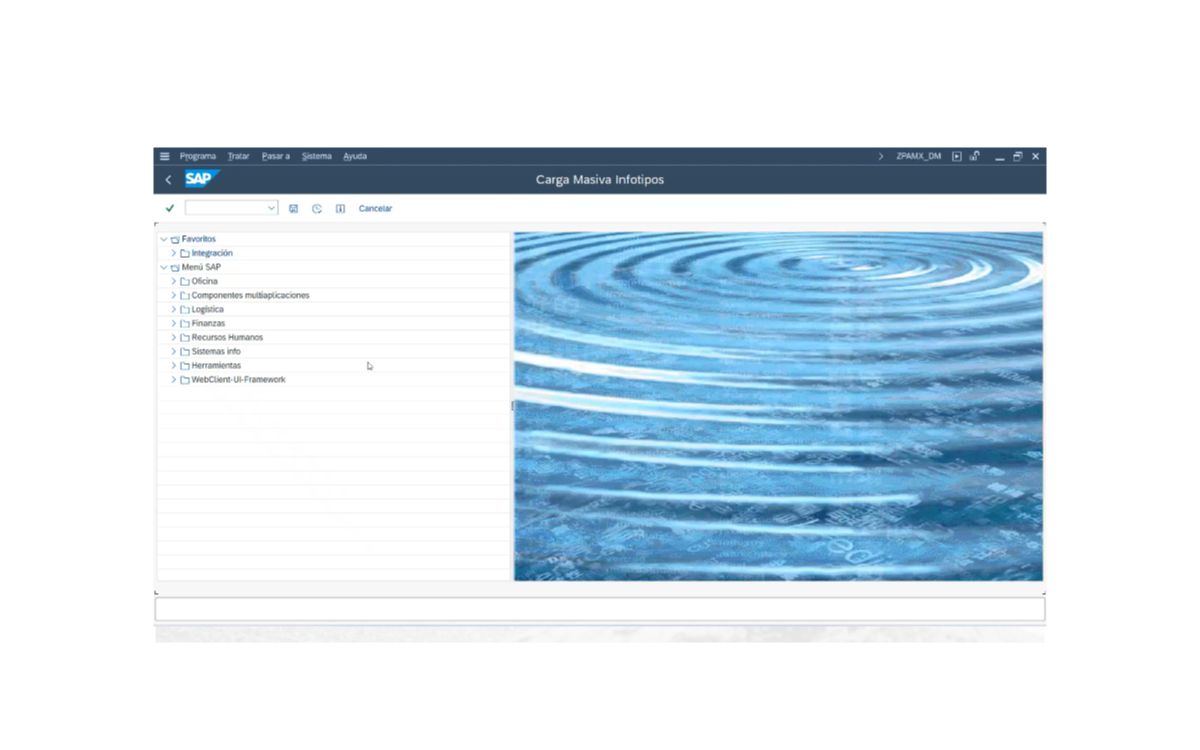 Programa Tratar Pasar a Sistema Ayuda ZPAMX_DM
SAP Carga Masiva Infotipos
Cancelar
Favoritos
Integración
Menú SAP
Oficina
Componentes multiaplicaciones
Logística
Finanzas
Recursos Humanos
Sistemas info
Herramientas
WebClient-UI-Framework